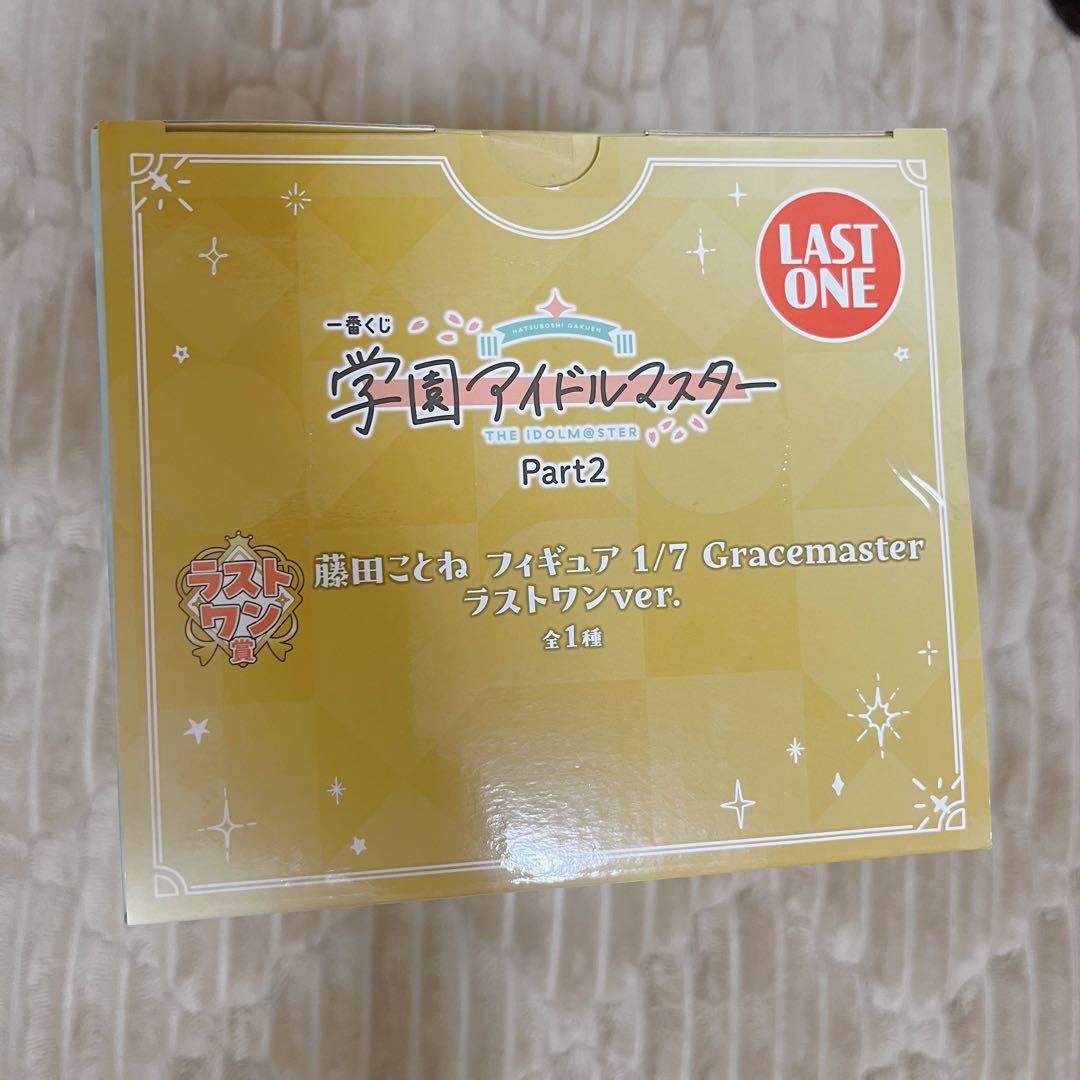 LAST
ONE
一番くじ
HATSUBOSHI GAKUEN
学園アイドルマスター
THE iDOLM@STER
Part2
ラスト
ワン
賞
藤田ことね フィギュア 1/7 Gracemaster
ラストワンver.
全1種